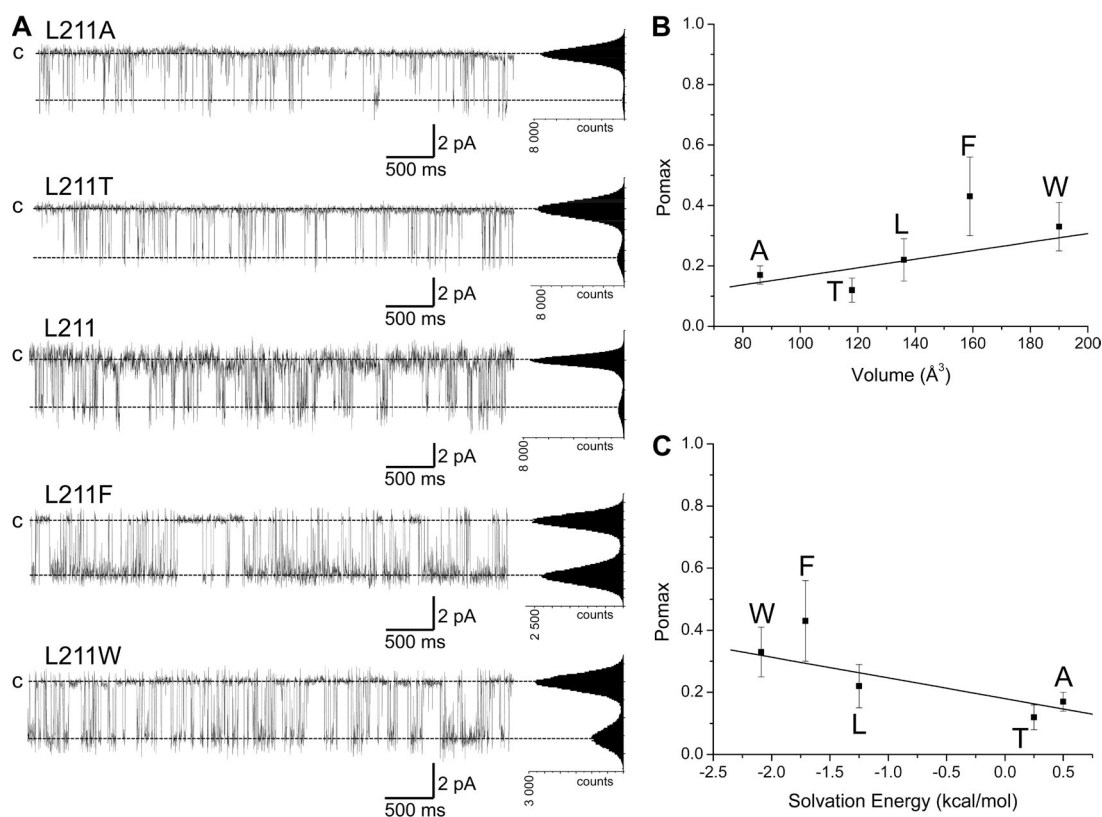 A
L211A
C
8 000
counts
2 pA
500 ms
L211T
C
8 000
counts
2 pA
500 ms
L211
C
8 000
counts
2 pA
500 ms
L211F
C
2 500
counts
2 pA
500 ms
L211W
C
3 000
counts
2 pA
500 ms
B
1.0
0.8
0.6
0.4
0.2
0.0
Pomax
A
T
L
F
W
80 100 120 140 160 180 200
Volume (Å³)
C
1.0
0.8
0.6
0.4
0.2
0.0
Pomax
W
F
L
T
A
-2.5 -2.0 -1.5 -1.0 -0.5 0.0 0.5
Solvation Energy (kcal/mol)